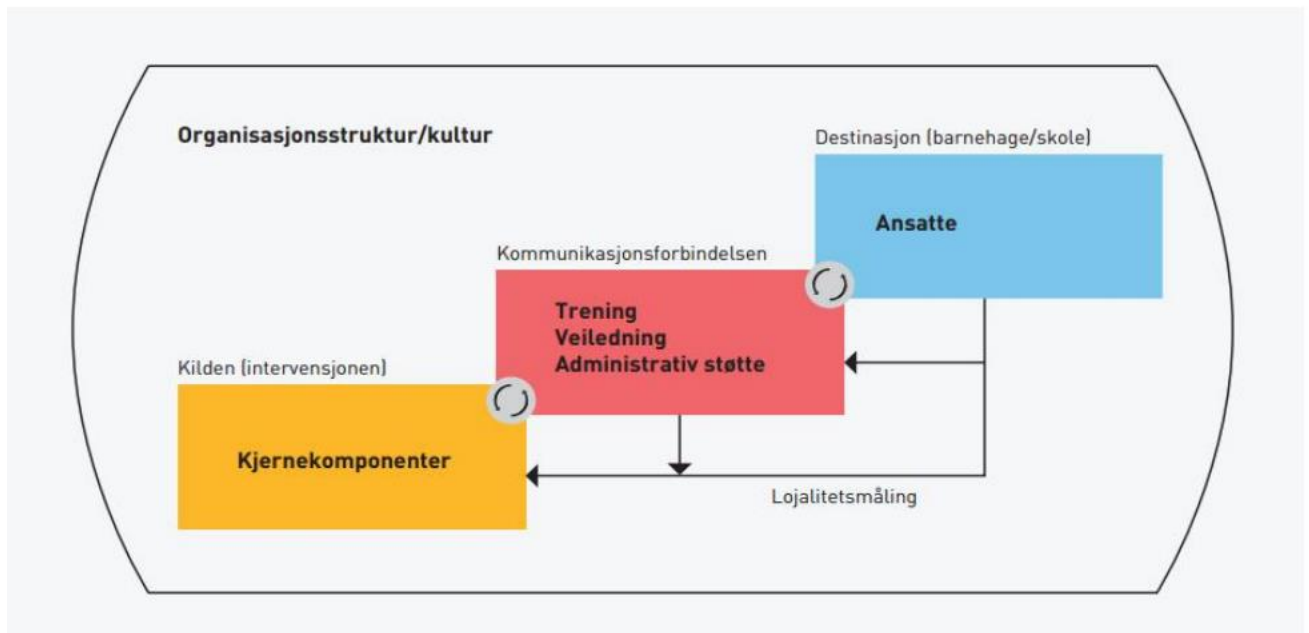 Organisasjonsstruktur/kultur
Destinasjon (barnehage/skole)
Ansatte
Kommunikasjonsforbindelsen
Trening
Veiledning
Administrativ støtte
Kilden (intervensjonen)
Kjernekomponenter
Lojalitetsmåling